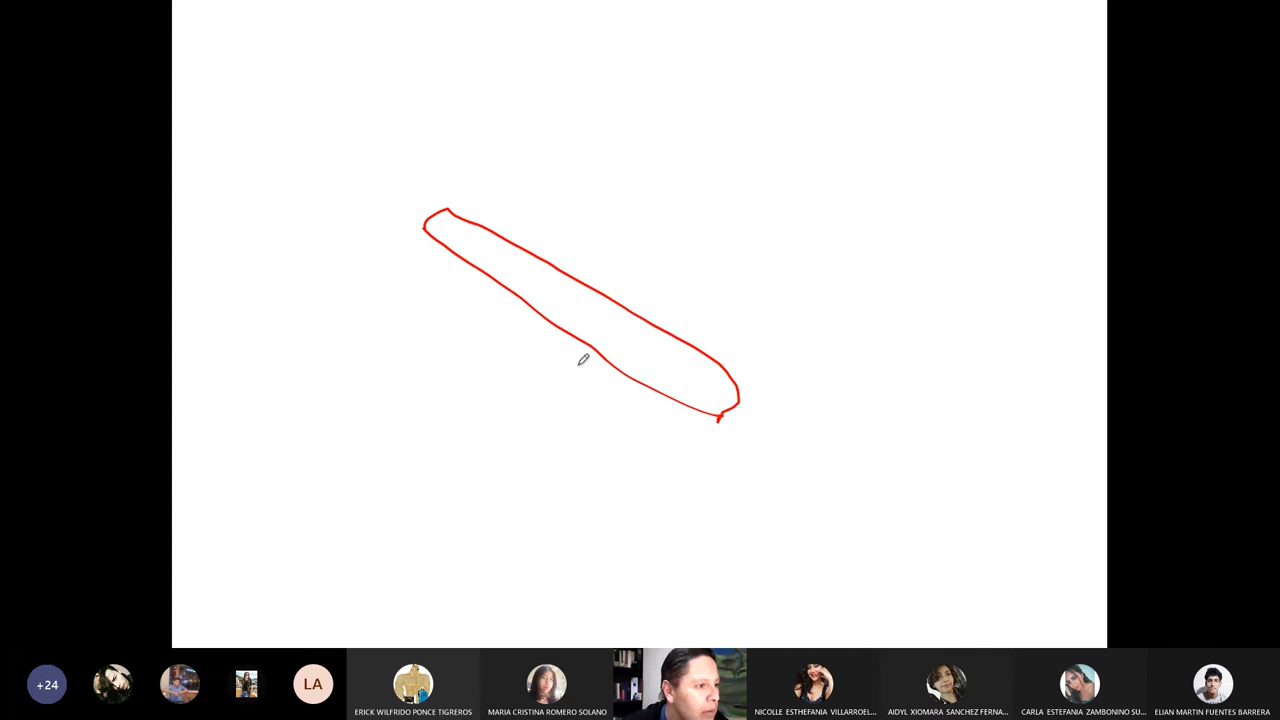 +24
LA
ERICK WILFRIDO PONCE TIGREROS
MARIA CRISTINA ROMERO SOLANO
NICOLLE ESTHEFANIA VILLARROEL...
AIDYL XIOMARA SANCHEZ FERNA...
CARLA ESTEFANIA ZAMBONINO SU...
ELIAN MARTIN FUENTES BARRERA